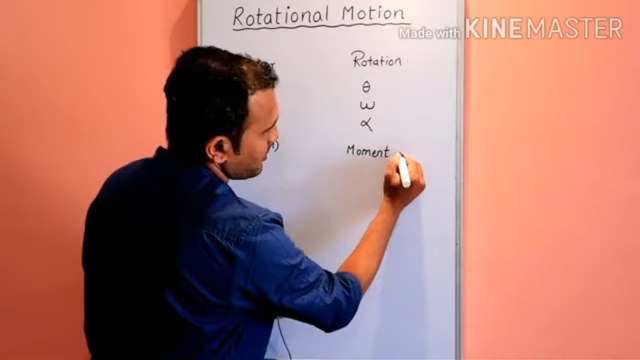 Rotational Motion
Made with KINEMASTER
Rotation
θ
ω
α
Moment